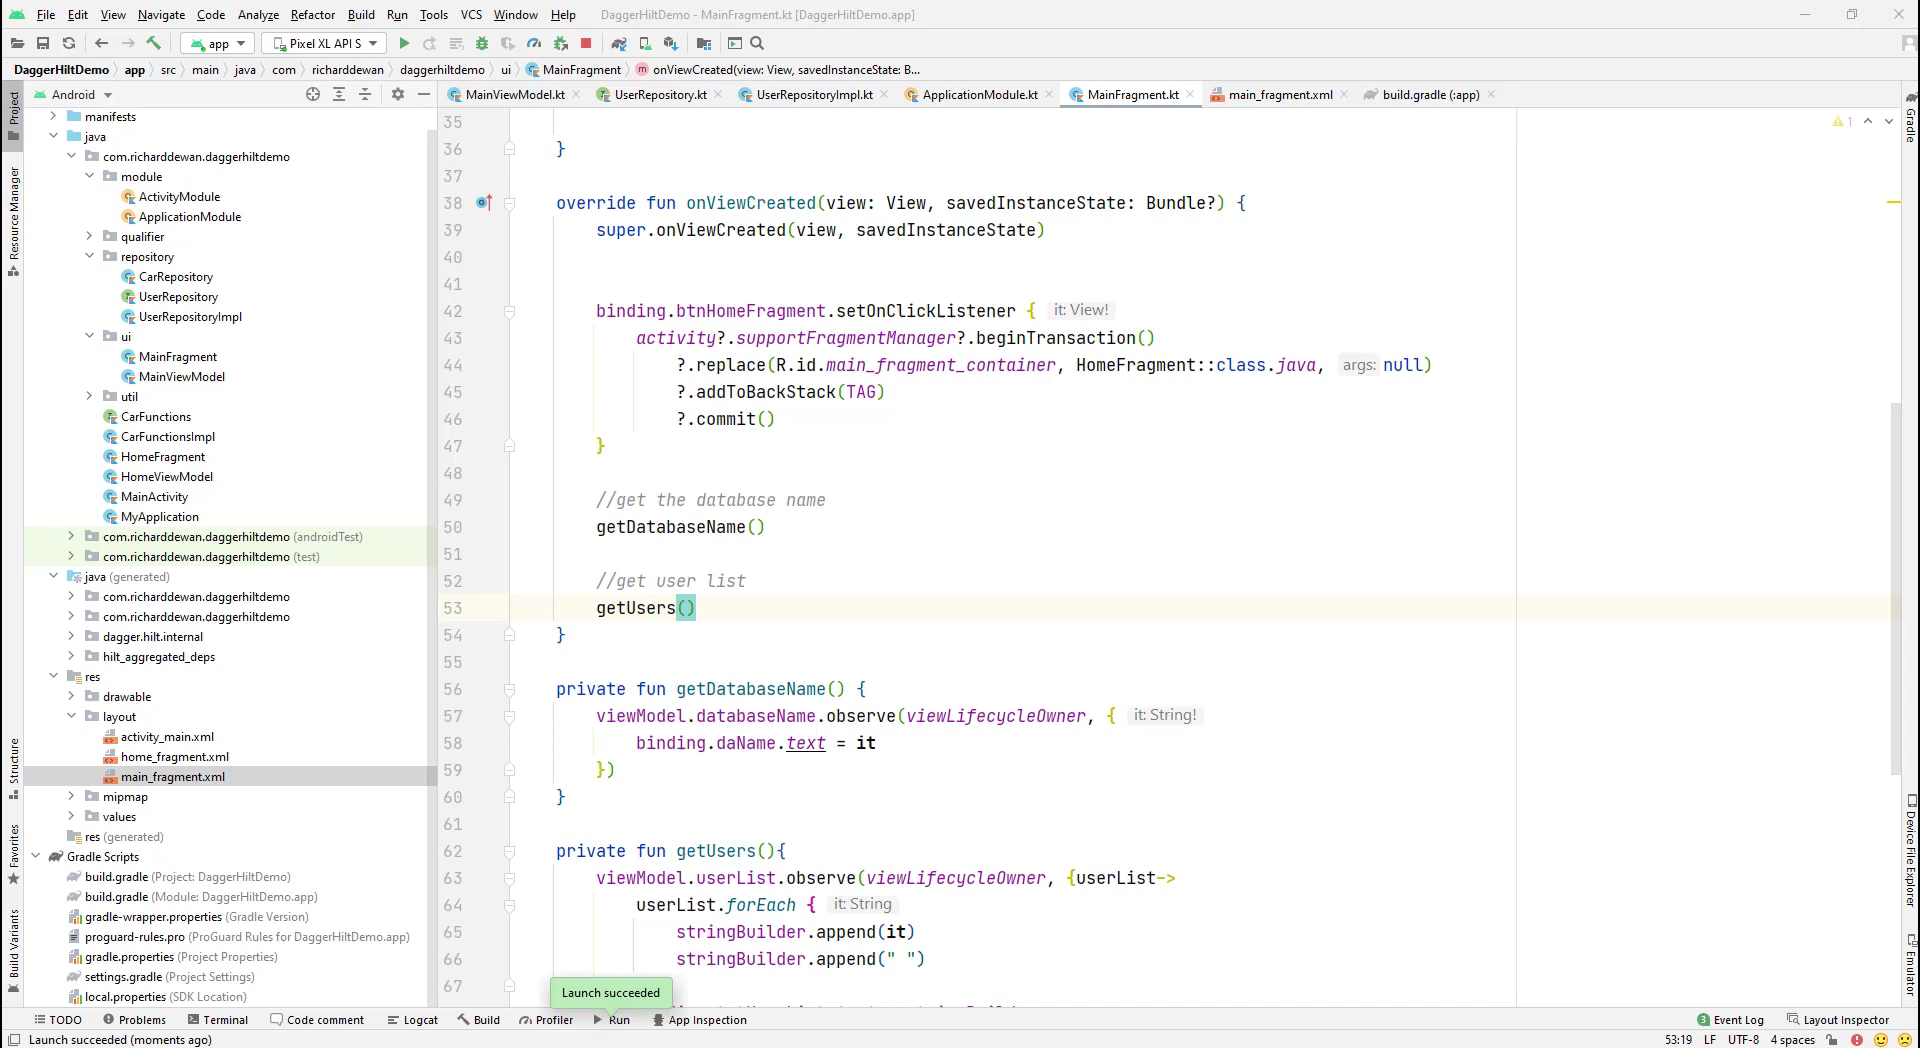 File Edit View Navigate Code Analyze Refactor Build Run Tools VCS Window Help DaggerHiltDemo - MainFragment.kt [DaggerHiltDemo.app]
app Pixel XL API S
DaggerHiltDemo app src main java com richarddewan daggerhiltdemo ui MainFragment onViewCreated(view: View, savedInstanceState: B...
Android
MainViewModel.kt UserRepository.kt UserRepositoryImpl.kt ApplicationModule.kt MainFragment.kt main_fragment.xml build.gradle (:app)
Project
Resource Manager
Structure
Favorites
Build Variants
manifests
java
com.richarddewan.daggerhiltdemo
module
ActivityModule
ApplicationModule
qualifier
repository
CarRepository
UserRepository
UserRepositoryImpl
ui
MainFragment
MainViewModel
util
CarFunctions
CarFunctionsImpl
HomeFragment
HomeViewModel
MainActivity
MyApplication
com.richarddewan.daggerhiltdemo (androidTest)
com.richarddewan.daggerhiltdemo (test)
java (generated)
com.richarddewan.daggerhiltdemo
com.richarddewan.daggerhiltdemo
dagger.hilt.internal
hilt_aggregated_deps
res
drawable
layout
activity_main.xml
home_fragment.xml
main_fragment.xml
mipmap
values
res (generated)
Gradle Scripts
build.gradle (Project: DaggerHiltDemo)
build.gradle (Module: DaggerHiltDemo.app)
gradle-wrapper.properties (Gradle Version)
proguard-rules.pro (ProGuard Rules for DaggerHiltDemo.app)
gradle.properties (Project Properties)
settings.gradle (Project Settings)
local.properties (SDK Location)
35
36 }
37
38 override fun onViewCreated(view: View, savedInstanceState: Bundle?) {
39 super.onViewCreated(view, savedInstanceState)
40
41
42 binding.btnHomeFragment.setOnClickListener { it: View!
43 activity?.supportFragmentManager?.beginTransaction()
44 ?.replace(R.id.main_fragment_container, HomeFragment::class.java, args: null)
45 ?.addToBackStack(TAG)
46 ?.commit()
47 }
48
49 //get the database name
50 getDatabaseName()
51
52 //get user list
53 getUsers()
54 }
55
56 private fun getDatabaseName() {
57 viewModel.databaseName.observe(viewLifecycleOwner, { it: String!
58 binding.daName.text = it
59 })
60 }
61
62 private fun getUsers(){
63 viewModel.userList.observe(viewLifecycleOwner, {userList->
64 userList.forEach { it: String
65 stringBuilder.append(it)
66 stringBuilder.append(" ")
67
1
Gradle
Device File Explorer
Emulator
Launch succeeded
TODO Problems Terminal Code comment Logcat Build Profiler Run App Inspection 3 Event Log Layout Inspector
Launch succeeded (moments ago) 53:19 LF UTF-8 4 spaces